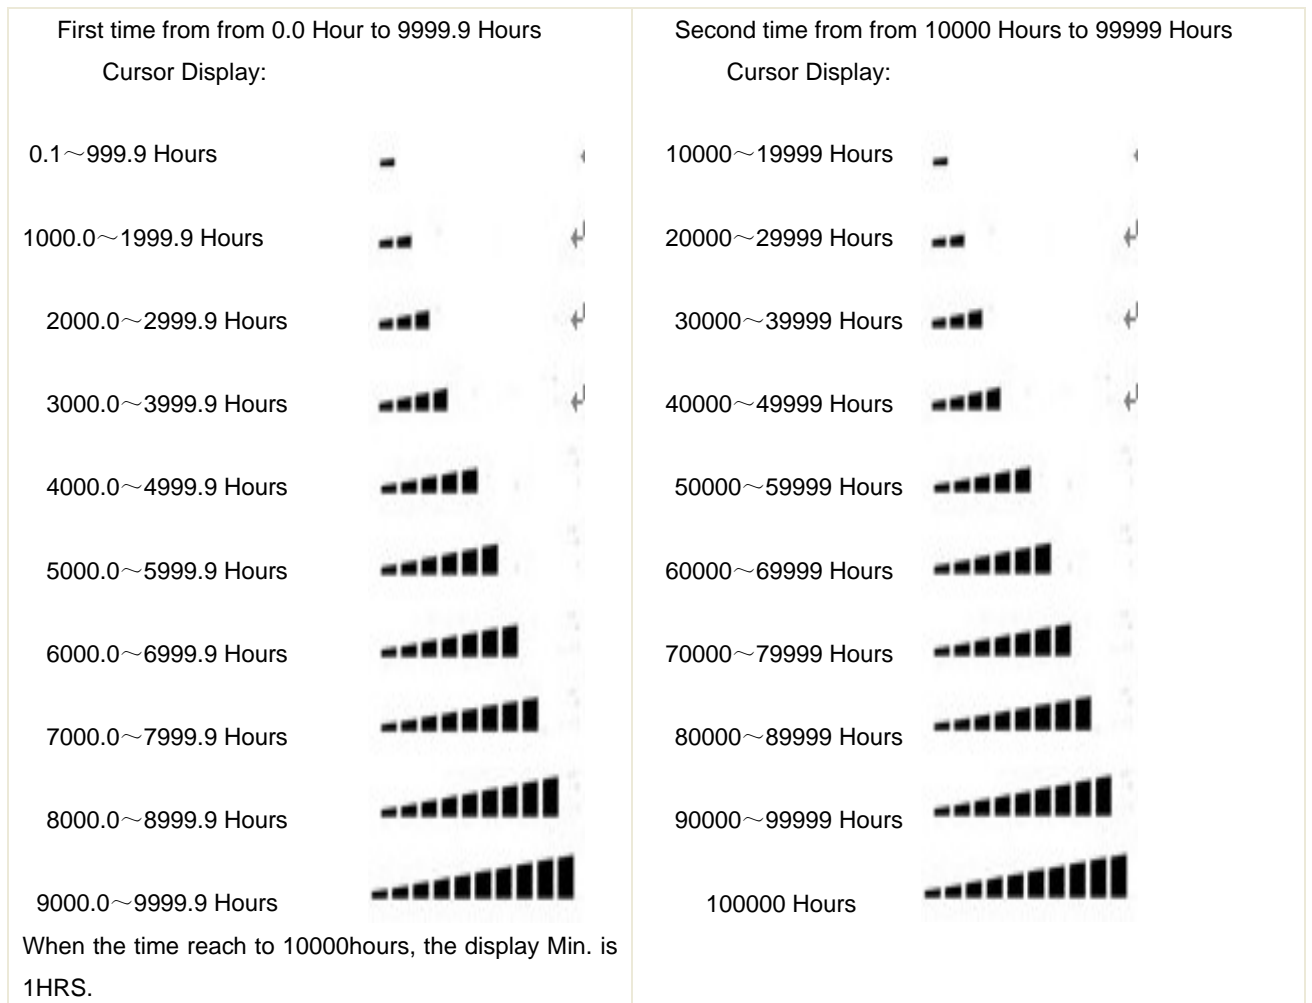 First time from from 0.0 Hour to 9999.9 Hours
Cursor Display:
0.1～999.9 Hours
1000.0～1999.9 Hours
2000.0～2999.9 Hours
3000.0～3999.9 Hours
4000.0～4999.9 Hours
5000.0～5999.9 Hours
6000.0～6999.9 Hours
7000.0～7999.9 Hours
8000.0～8999.9 Hours
9000.0～9999.9 Hours
When the time reach to 10000hours, the display Min. is
1HRS.
Second time from from 10000 Hours to 99999 Hours
Cursor Display:
10000～19999 Hours
20000～29999 Hours
30000～39999 Hours
40000～49999 Hours
50000～59999 Hours
60000～69999 Hours
70000～79999 Hours
80000～89999 Hours
90000～99999 Hours
100000 Hours